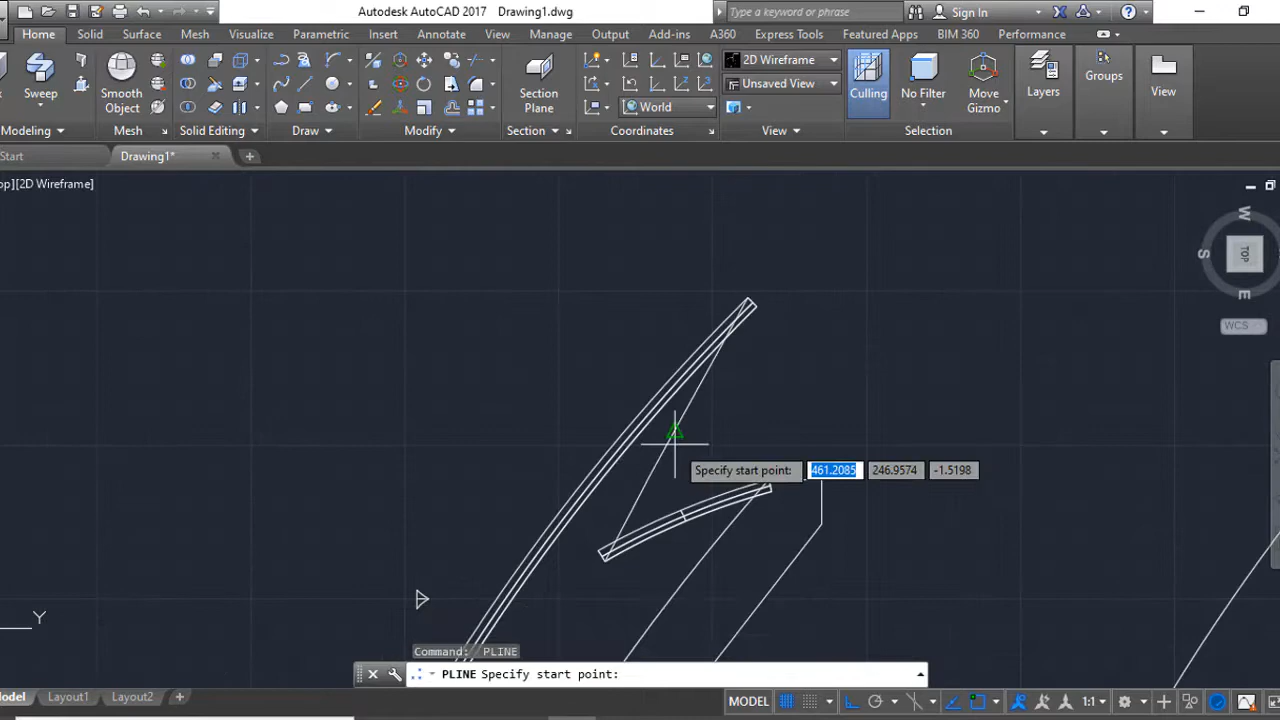 Autodesk AutoCAD 2017 Drawing1.dwg
Type a keyword or phrase
Sign In
Home Solid Surface Mesh Visualize Parametric Insert Annotate View Manage Output Add-ins A360 Express Tools Featured Apps BIM 360 Performance
Sweep
Smooth Object
Section Plane
World
2D Wireframe
Unsaved View
Culling
No Filter
Move Gizmo
Layers
Groups
View
Modeling Mesh Solid Editing Draw Modify Section Coordinates View Selection
Start Drawing1*
op][2D Wireframe]
W
S
TOP
E
WCS
Specify start point: 461.2085 246.9574 -1.5198
Y
Command: PLINE
PLINE Specify start point:
Model Layout1 Layout2
MODEL
1:1